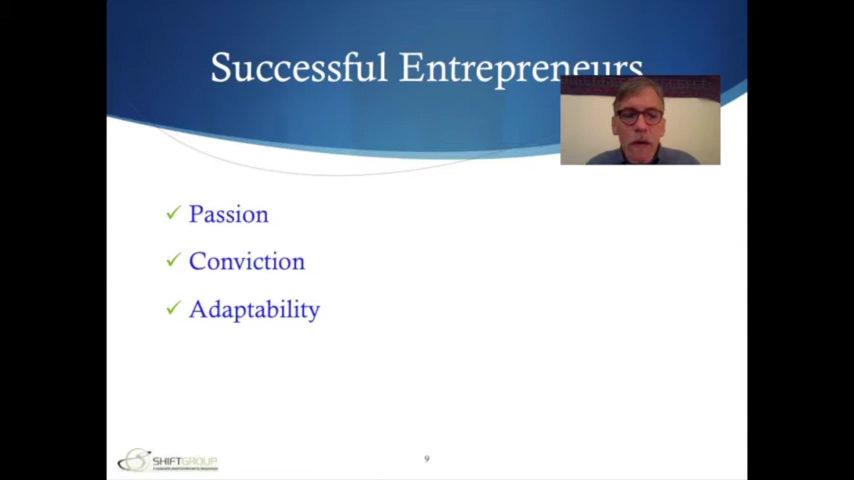 Successful Entrepreneurs
✓ Passion
✓ Conviction
✓ Adaptability
SHIFTGROUP
9